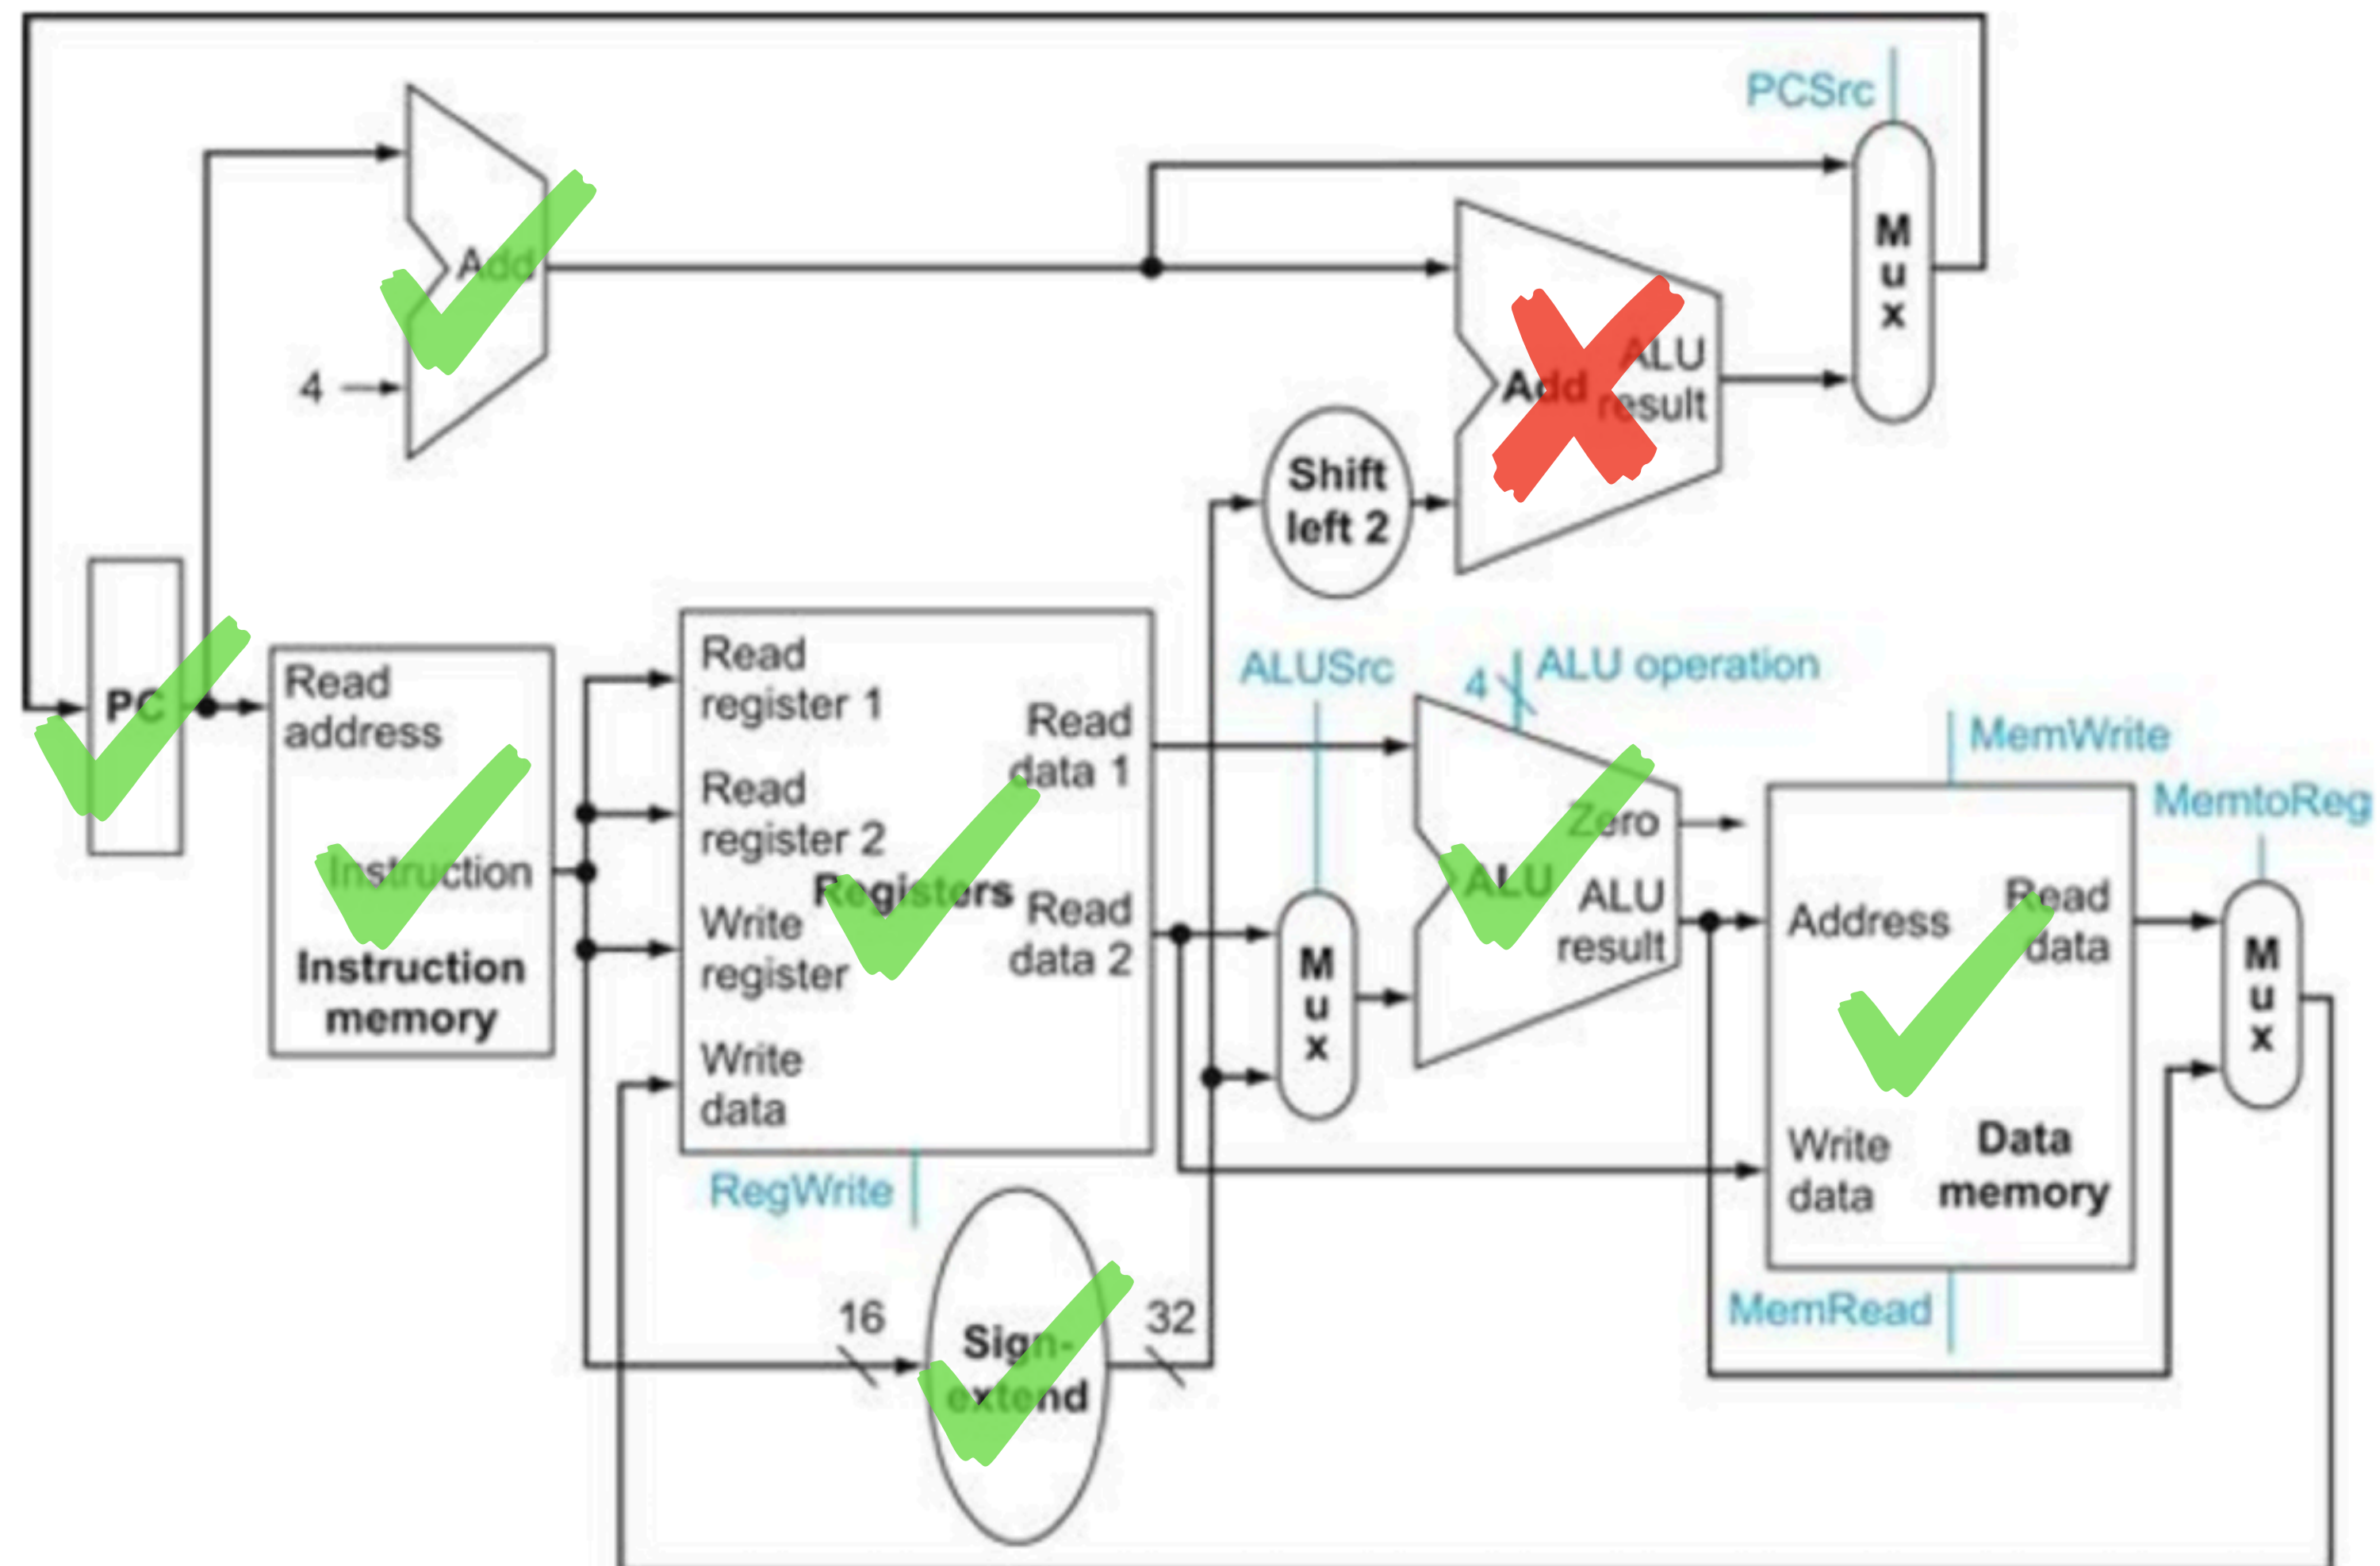 PCSrc
M
u
x
Add
4
Add
ALU
result
Shift
left 2
PC
Read
address
Instruction
Instruction
memory
Read
register 1
Read
register 2
Write
register
Write
data
Registers
Read
data 1
Read
data 2
RegWrite
16
Sign-
extend
32
ALUSrc
M
u
x
4
ALU operation
Zero
ALU
ALU
result
MemWrite
Address
Read
data
Write
data
Data
memory
MemRead
MemtoReg
M
u
x